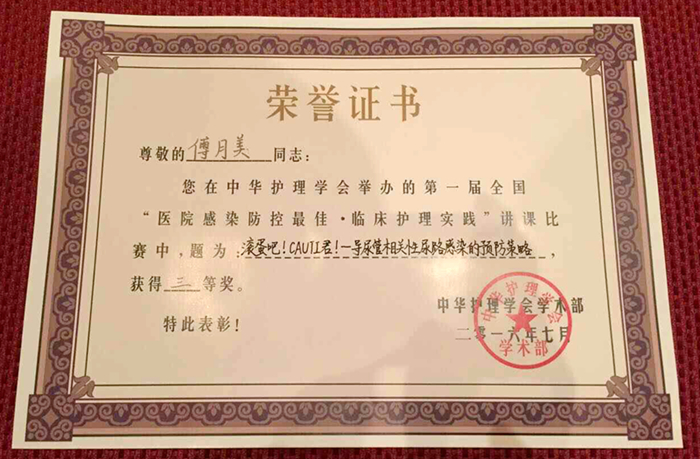 荣誉证书
尊敬的傅月美同志：
您在中华护理学会举办的第一届全国
“医院感染防控最佳·临床护理实践”讲课比
赛中，题为：滚蛋吧！CAUTI君！—导尿管相关性尿路感染的预防策略，
获得三等奖。
特此表彰！
中华护理学会学术部
二零一六年七月
中华护理学会
学术部